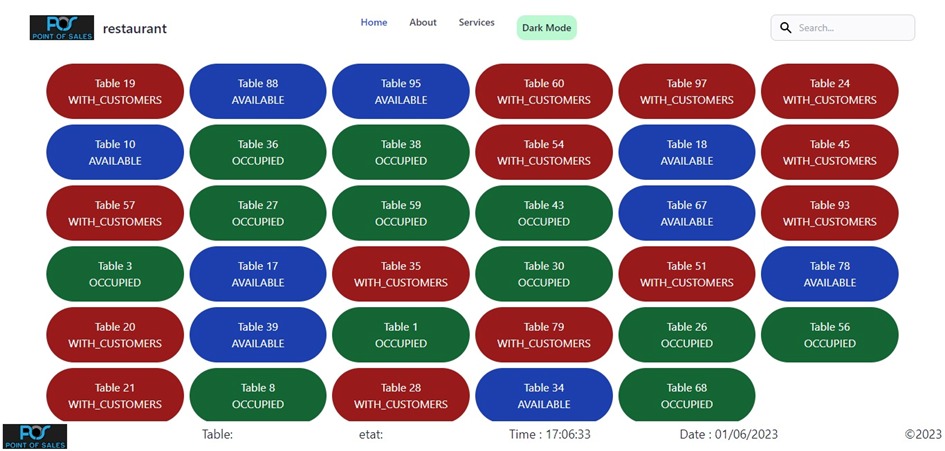 POS
POINT OF SALES
restaurant
Home
About
Services
Dark Mode
Search...
Table 19
WITH_CUSTOMERS
Table 88
AVAILABLE
Table 95
AVAILABLE
Table 60
WITH_CUSTOMERS
Table 97
WITH_CUSTOMERS
Table 24
WITH_CUSTOMERS
Table 10
AVAILABLE
Table 36
OCCUPIED
Table 38
OCCUPIED
Table 54
WITH_CUSTOMERS
Table 18
AVAILABLE
Table 45
WITH_CUSTOMERS
Table 57
WITH_CUSTOMERS
Table 27
OCCUPIED
Table 59
OCCUPIED
Table 43
OCCUPIED
Table 67
AVAILABLE
Table 93
WITH_CUSTOMERS
Table 3
OCCUPIED
Table 17
AVAILABLE
Table 35
WITH_CUSTOMERS
Table 30
OCCUPIED
Table 51
WITH_CUSTOMERS
Table 78
AVAILABLE
Table 20
WITH_CUSTOMERS
Table 39
AVAILABLE
Table 1
OCCUPIED
Table 79
WITH_CUSTOMERS
Table 26
OCCUPIED
Table 56
OCCUPIED
Table 21
WITH_CUSTOMERS
Table 8
OCCUPIED
Table 28
WITH_CUSTOMERS
Table 34
AVAILABLE
Table 68
OCCUPIED
POS
POINT OF SALES
Table:
etat:
Time : 17:06:33
Date : 01/06/2023
©2023